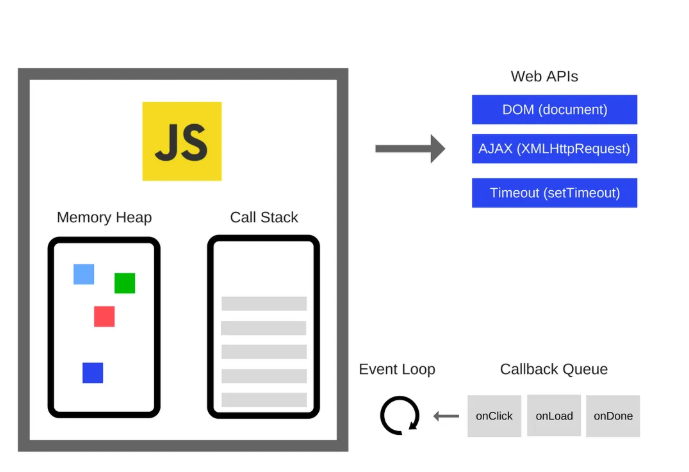 JS
Memory Heap
Call Stack
Web APIs
DOM (document)
AJAX (XMLHttpRequest)
Timeout (setTimeout)
Event Loop
Callback Queue
onClick
onLoad
onDone